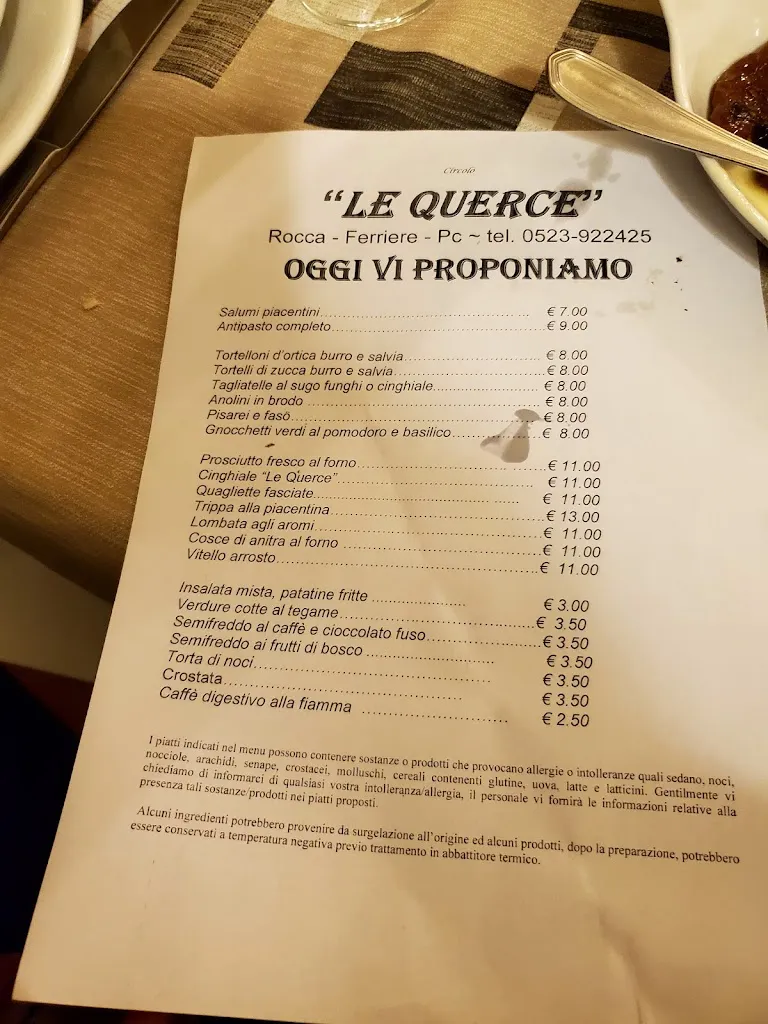 Circolo
“LE QUERCE”
Rocca - Ferriere - Pc ~ tel. 0523-922425
OGGI VI PROPONIAMO
Salumi piacentini........................................................ € 7.00
Antipasto completo........................................................€ 9.00
Tortelloni d'ortica burro e salvia.................................. € 8.00
Tortelli di zucca burro e salvia.......................................€ 8.00
Tagliatelle al sugo funghi o cinghiale..........................€ 8.00
Anolini in brodo .............................................................€ 8.00
Pisarei e fasö................................................................€ 8.00
Gnocchetti verdi al pomodoro e basilico......................€ 8.00
Prosciutto fresco al forno................................................€ 11.00
Cinghiale “Le Querce”.................................................. € 11.00
Quagliette fasciate........................................... ...... € 11.00
Trippa alla piacentina......................................................€ 13.00
Lombata agli aromi..........................................................€ 11.00
Cosce di anitra al forno ..................................................€ 11.00
Vitello arrosto..................................................................€ 11.00
Insalata mista, patatine fritte ...................... € 3.00
Verdure cotte al tegame.............................................€ 3.50
Semifreddo al caffè e cioccolato fuso.........................€ 3.50
Semifreddo ai frutti di bosco ............................. € 3.50
Torta di noci...................................................... € 3.50
Crostata....................................................... € 3.50
Caffè digestivo alla fiamma .................................. € 2.50
I piatti indicati nel menu possono contenere sostanze o prodotti che provocano allergie o intolleranze quali sedano, noci,
nocciole, arachidi, senape, crostacei, molluschi, cereali contenenti glutine, uova, latte e latticini. Gentilmente vi
chiediamo di informarci di qualsiasi vostra intolleranza/allergia, il personale vi fornirà le informazioni relative alla
presenza tali sostanze/prodotti nei piatti proposti.
Alcuni ingredienti potrebbero provenire da surgelazione all'origine ed alcuni prodotti, dopo la preparazione, potrebbero
essere conservati a temperatura negativa previo trattamento in abbattitore termico.